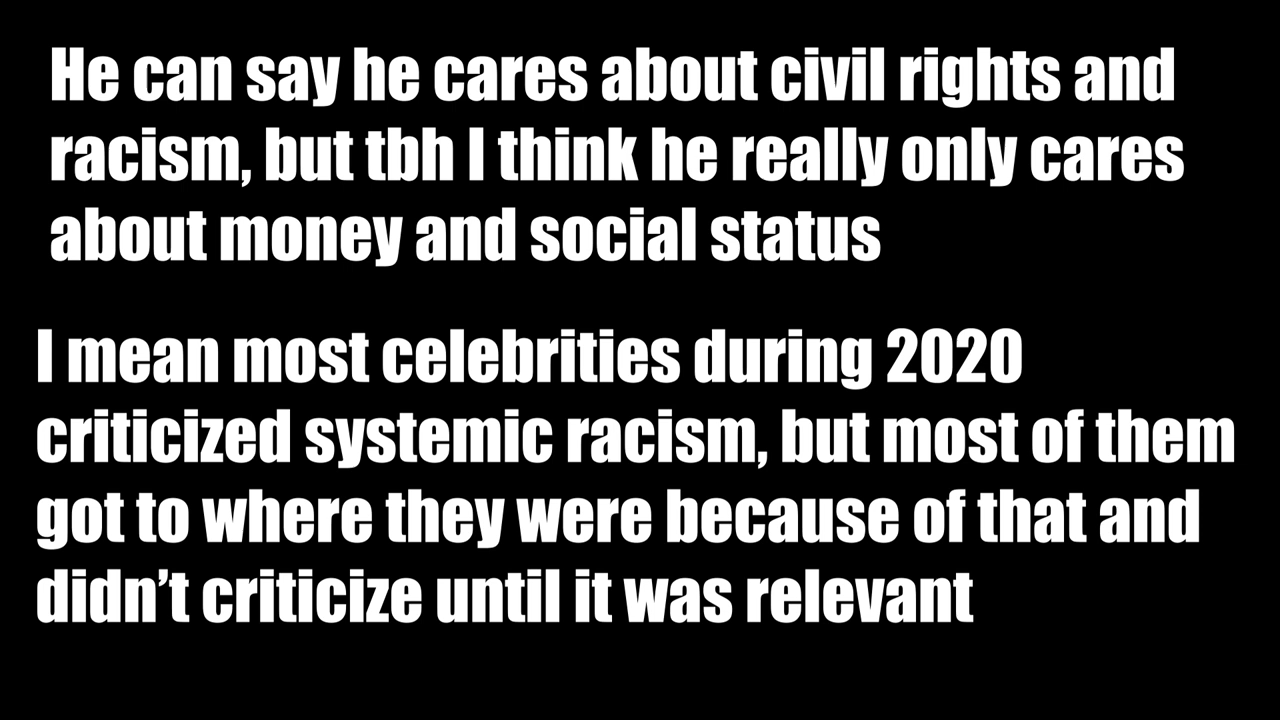 He can say he cares about civil rights and
racism, but tbh I think he really only cares
about money and social status
I mean most celebrities during 2020
criticized systemic racism, but most of them
got to where they were because of that and
didn’t criticize until it was relevant